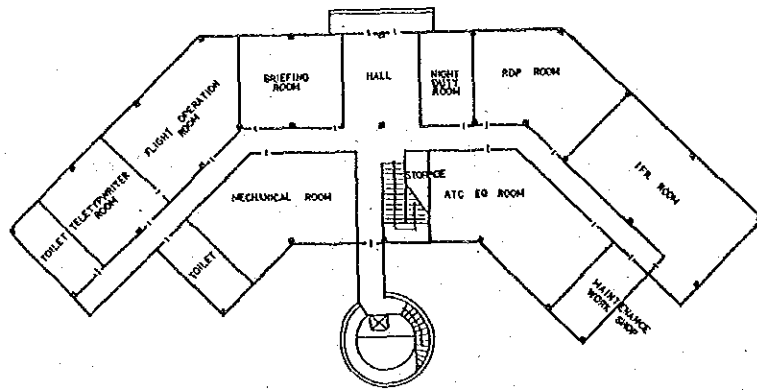 BRIEFING
ROOM
HALL
NIGHT
DUTY
ROOM
RDP ROOM
FLIGHT OPERATION
ROOM
IFR ROOM
TELETYPWRITER
ROOM
TOILET
MECHANICAL ROOM
STORAGE
ATC EQ ROOM
TOILET
MAINTENANCE
WORK SHOP